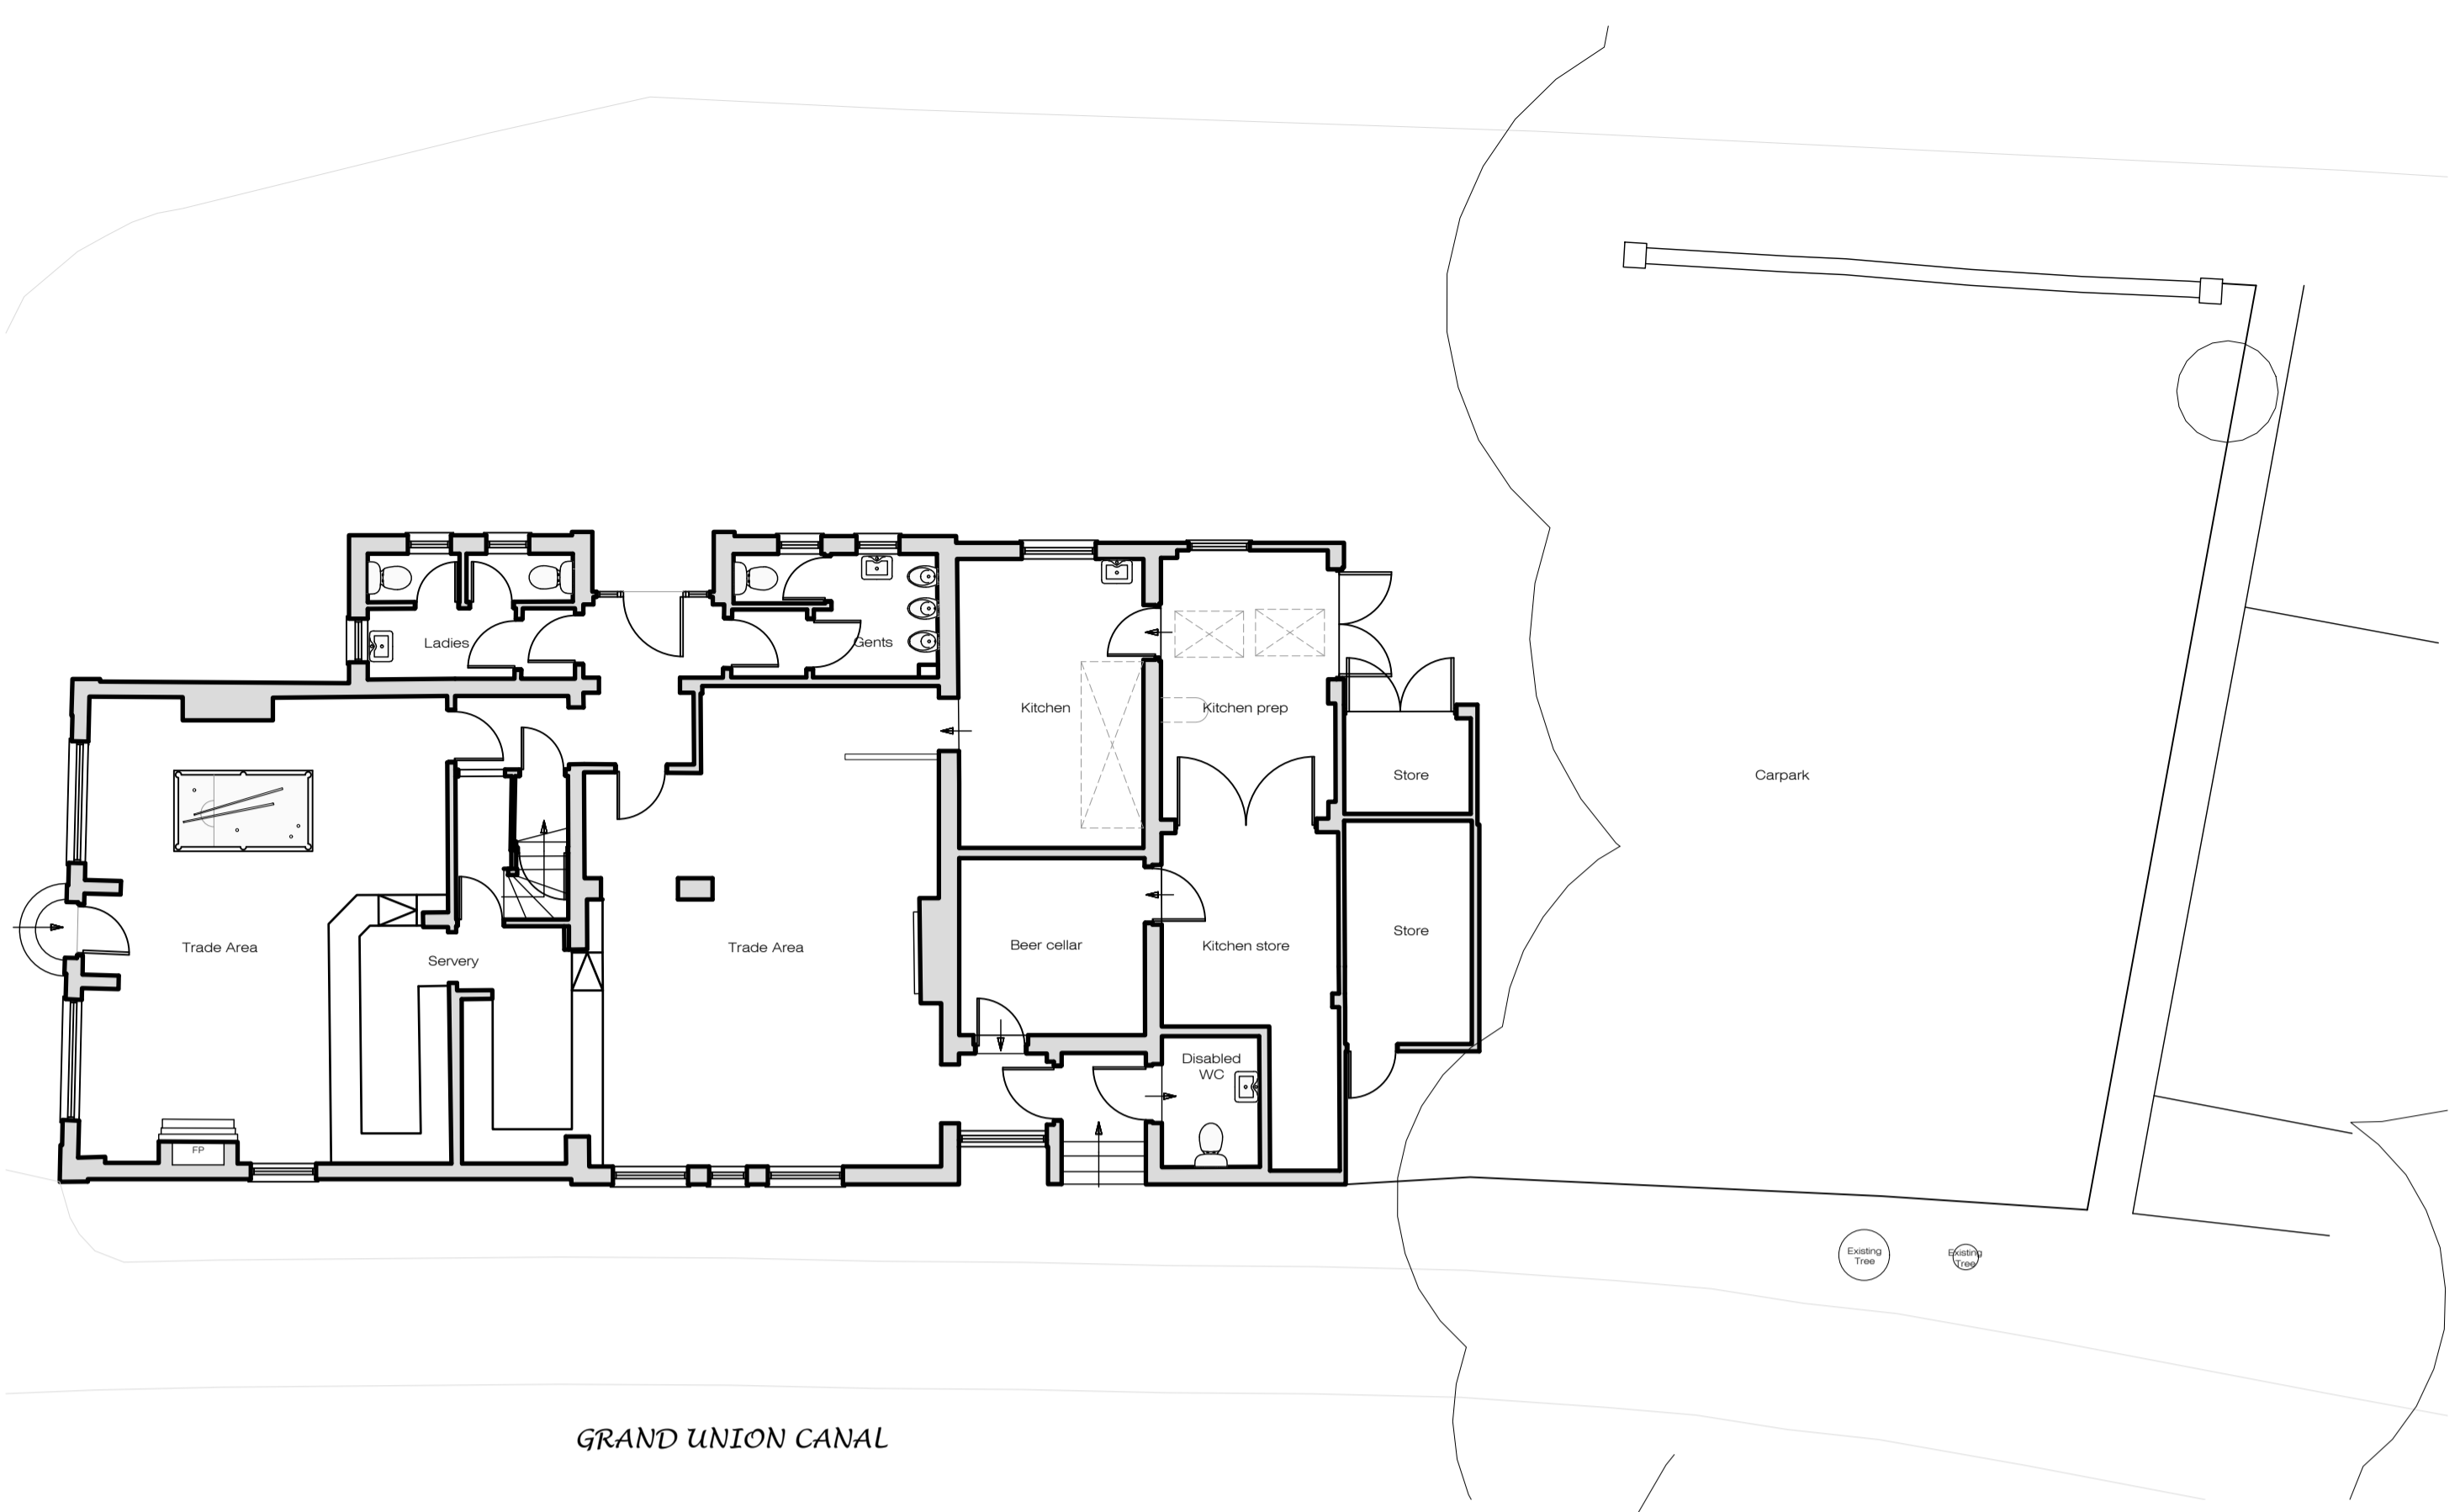 Ladies
Gents
Kitchen
Kitchen prep
Store
Carpark
Trade Area
Servery
Trade Area
Beer cellar
Kitchen store
Store
Disabled
WC
FP
Existing
Tree
Existing
Tree
GRAND UNION CANAL